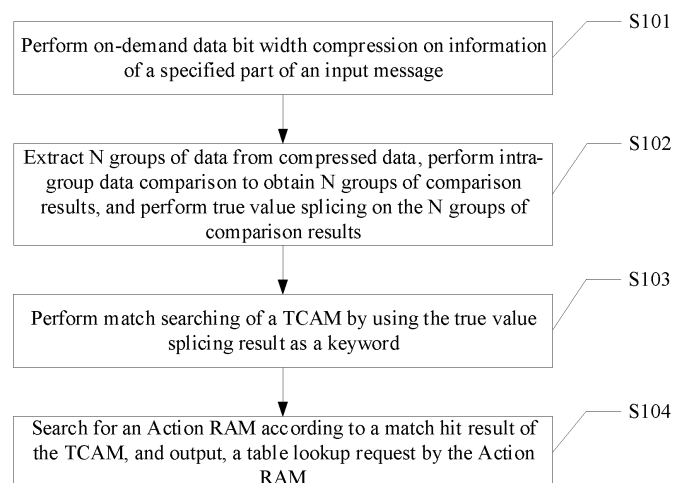 S101
Perform on-demand data bit width compression on information
of a specified part of an input message
S102
Extract N groups of data from compressed data, perform intra-
group data comparison to obtain N groups of comparison
results, and perform true value splicing on the N groups of
comparison results
S103
Perform match searching of a TCAM by using the true value
splicing result as a keyword
S104
Search for an Action RAM according to a match hit result of
the TCAM, and output, a table lookup request by the Action
RAM